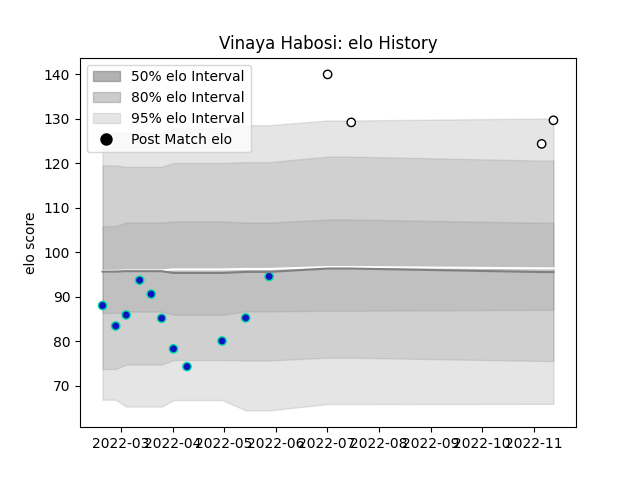 Vinaya Habosi: elo History
50% elo Interval
80% elo Interval
95% elo Interval
Post Match elo
elo score
140
130
120
110
100
90
80
70
2022-03 2022-04 2022-05 2022-06 2022-07 2022-08 2022-09 2022-10 2022-11